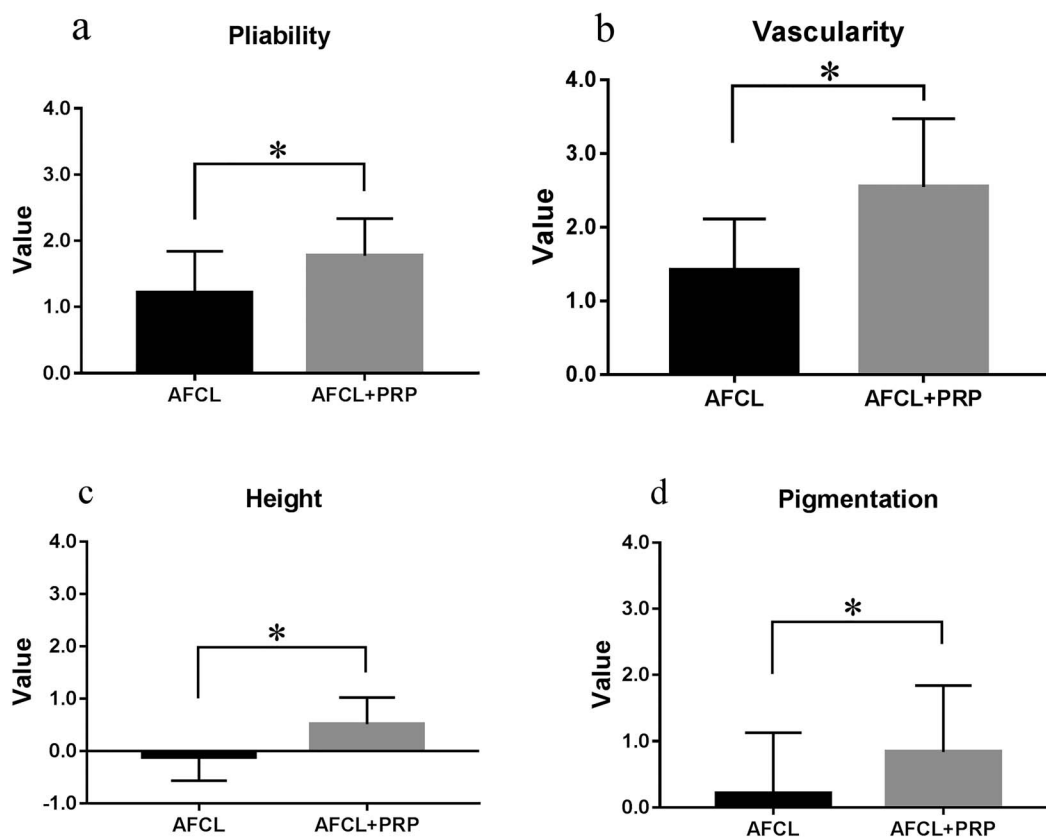 a
Pliability
Value
4.0
3.0
2.0
1.0
0.0
*
AFCL
AFCL+PRP
b
Vascularity
Value
4.0
3.0
2.0
1.0
0.0
*
AFCL
AFCL+PRP
c
Height
Value
4.0
3.0
2.0
1.0
0.0
-1.0
*
AFCL
AFCL+PRP
d
Pigmentation
Value
4.0
3.0
2.0
1.0
0.0
*
AFCL
AFCL+PRP